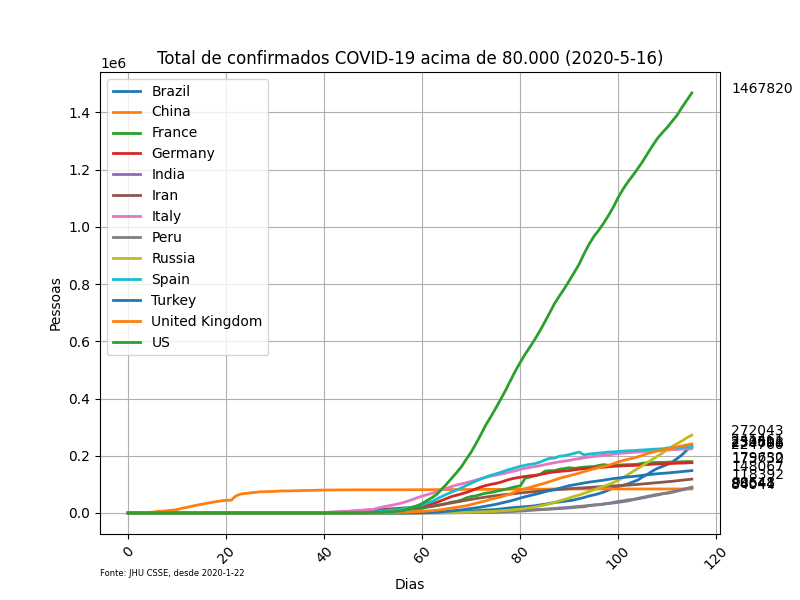 Total de confirmados COVID-19 acima de 80.000 (2020-5-16)
1e6
Pessoas
1.4
1.2
1.0
0.8
0.6
0.4
0.2
0.0
Brazil
China
France
Germany
India
Iran
Italy
Peru
Russia
Spain
Turkey
United Kingdom
US
1467820
272043
148067
118392
0
20
40
60
80
100
120
Dias
Fonte: JHU CSSE, desde 2020-1-22